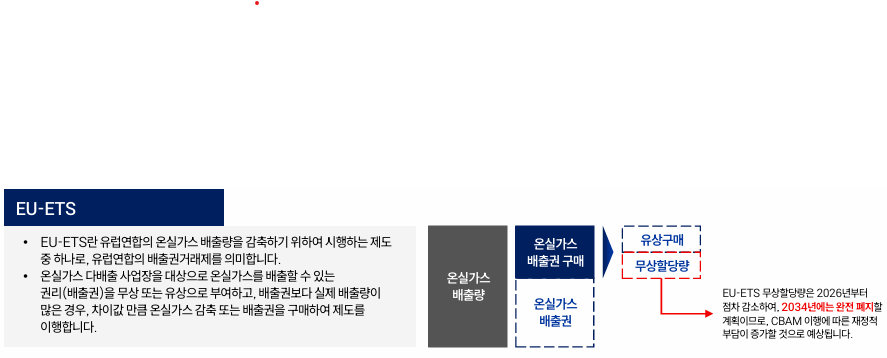 EU-ETS
• EU-ETS란 유럽연합의 온실가스 배출량을 감축하기 위하여 시행하는 제도
중 하나로, 유럽연합의 배출권거래제를 의미합니다.
• 온실가스 다배출 사업장을 대상으로 온실가스를 배출할 수 있는
권리(배출권)을 무상 또는 유상으로 부여하고, 배출권보다 실제 배출량이
많은 경우, 차이값 만큼 온실가스 감축 또는 배출권을 구매하여 제도를
이행합니다.
온실가스
배출량
온실가스
배출권 구매
온실가스
배출권
유상구매
무상할당량
EU-ETS 무상할당량은 2026년부터
점차 감소하여, 2034년에는 완전 폐지할
계획이므로, CBAM 이행에 따른 재정적
부담이 증가할 것으로 예상됩니다.